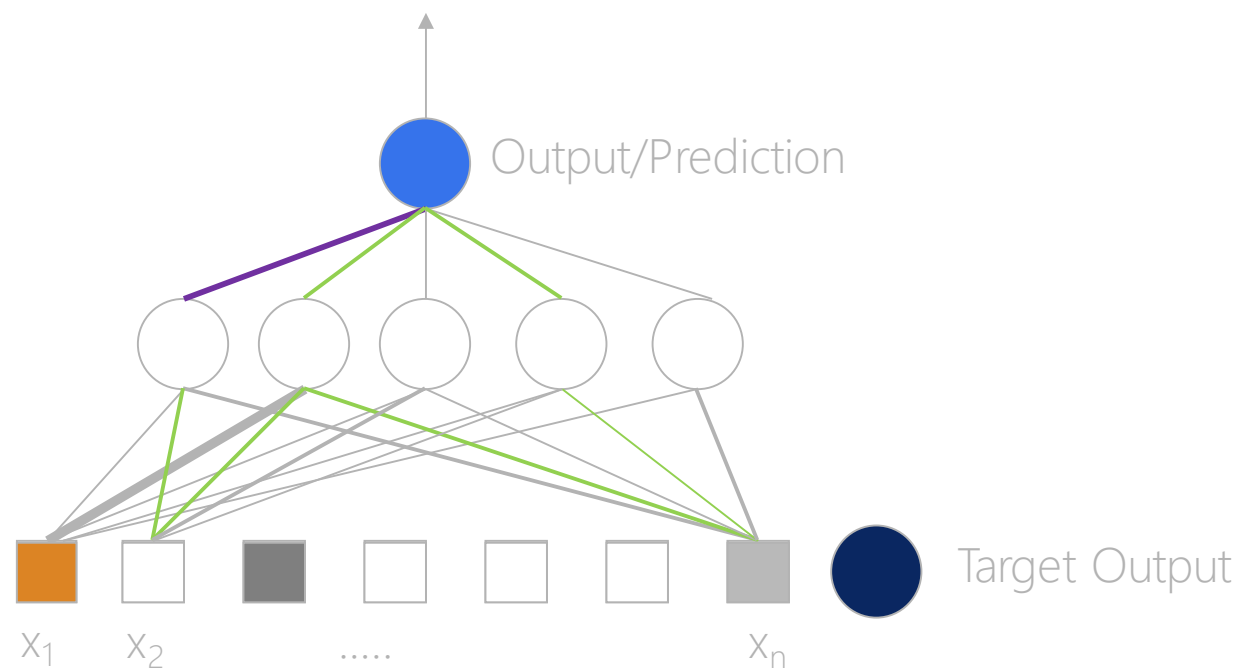 Output/Prediction
Target Output
x₁ x₂ ..... xₙ